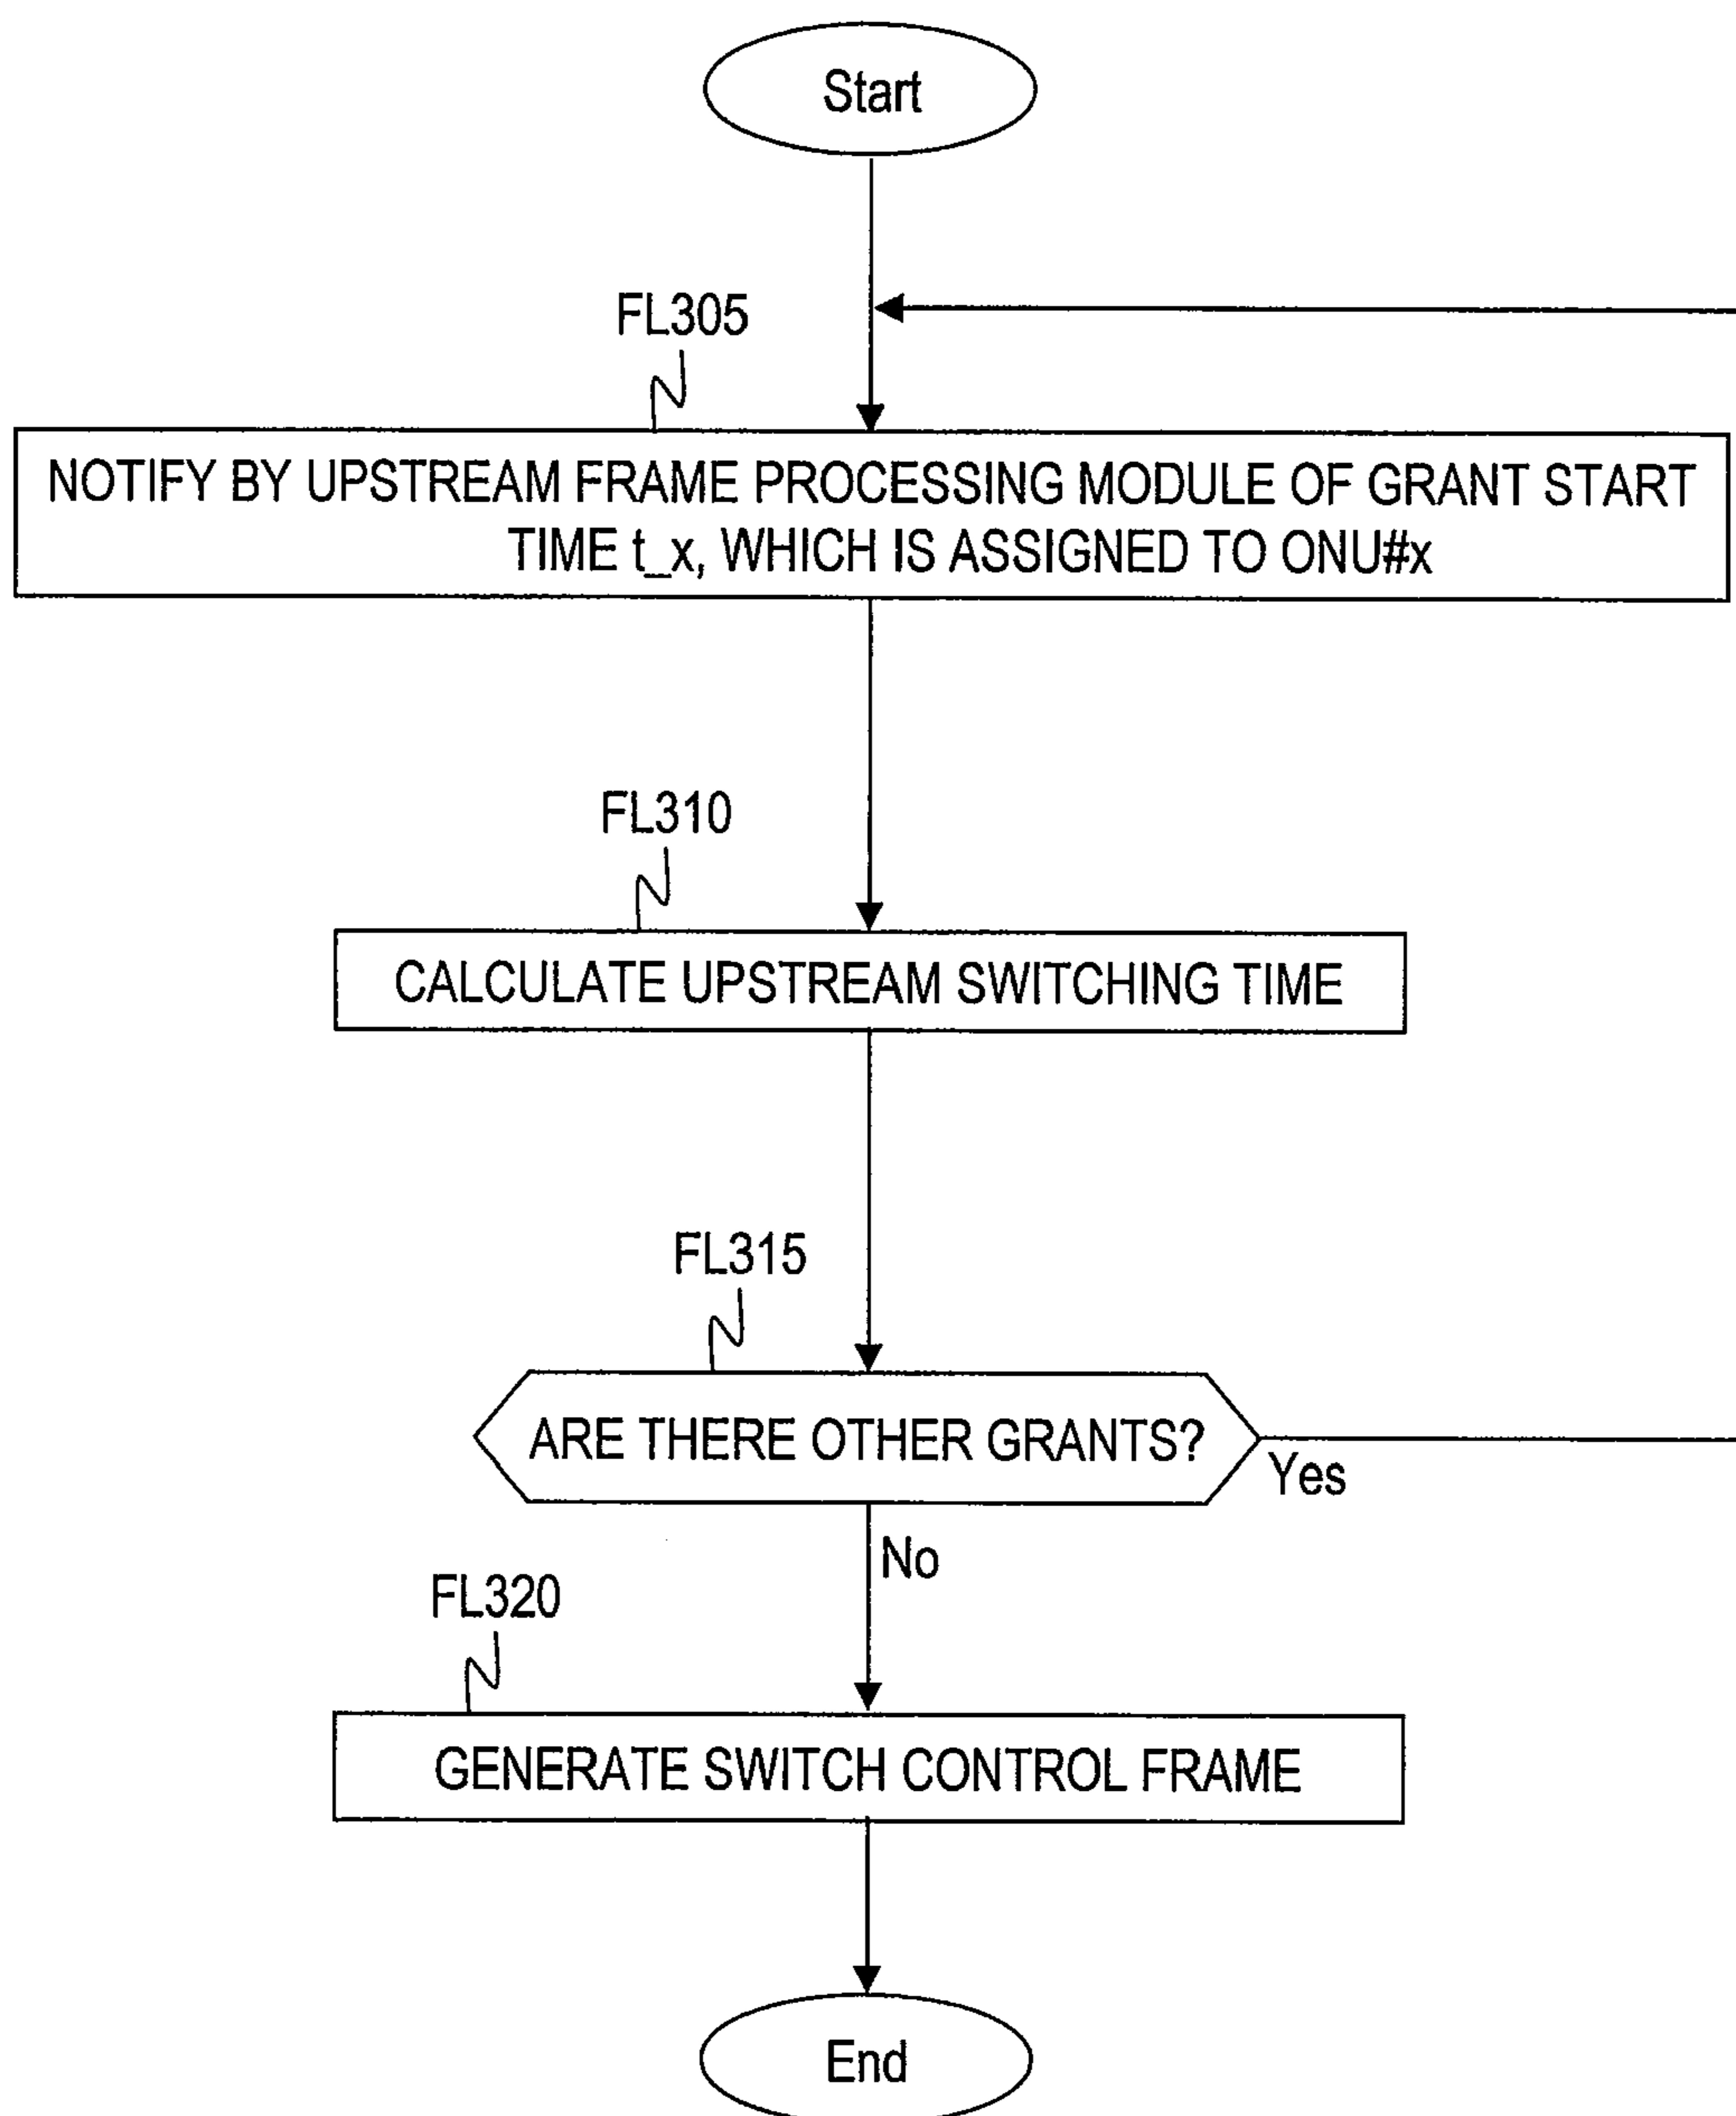 Start
FL305
NOTIFY BY UPSTREAM FRAME PROCESSING MODULE OF GRANT START
TIME t_x, WHICH IS ASSIGNED TO ONU#x
FL310
CALCULATE UPSTREAM SWITCHING TIME
FL315
ARE THERE OTHER GRANTS?
Yes
No
FL320
GENERATE SWITCH CONTROL FRAME
End